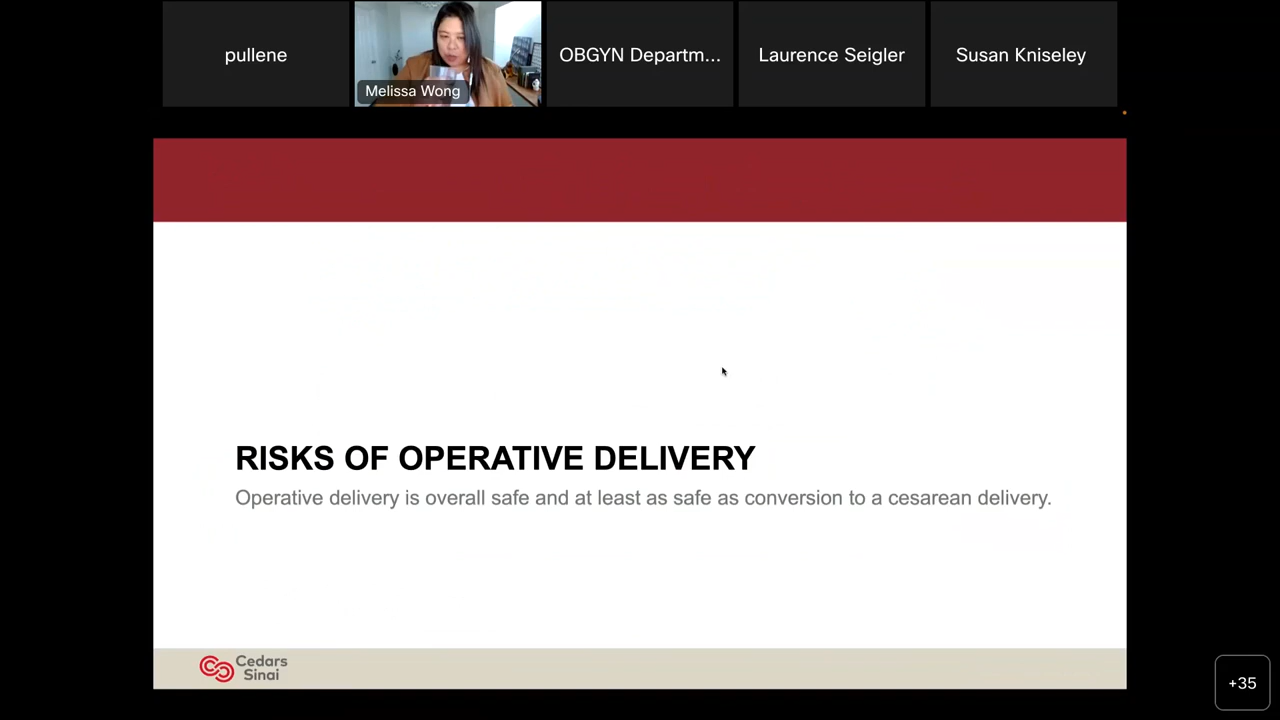 pullene
Melissa Wong
OBGYN Departm...
Laurence Seigler
Susan Kniseley
RISKS OF OPERATIVE DELIVERY
Operative delivery is overall safe and at least as safe as conversion to a cesarean delivery.
Cedars
Sinai
+35